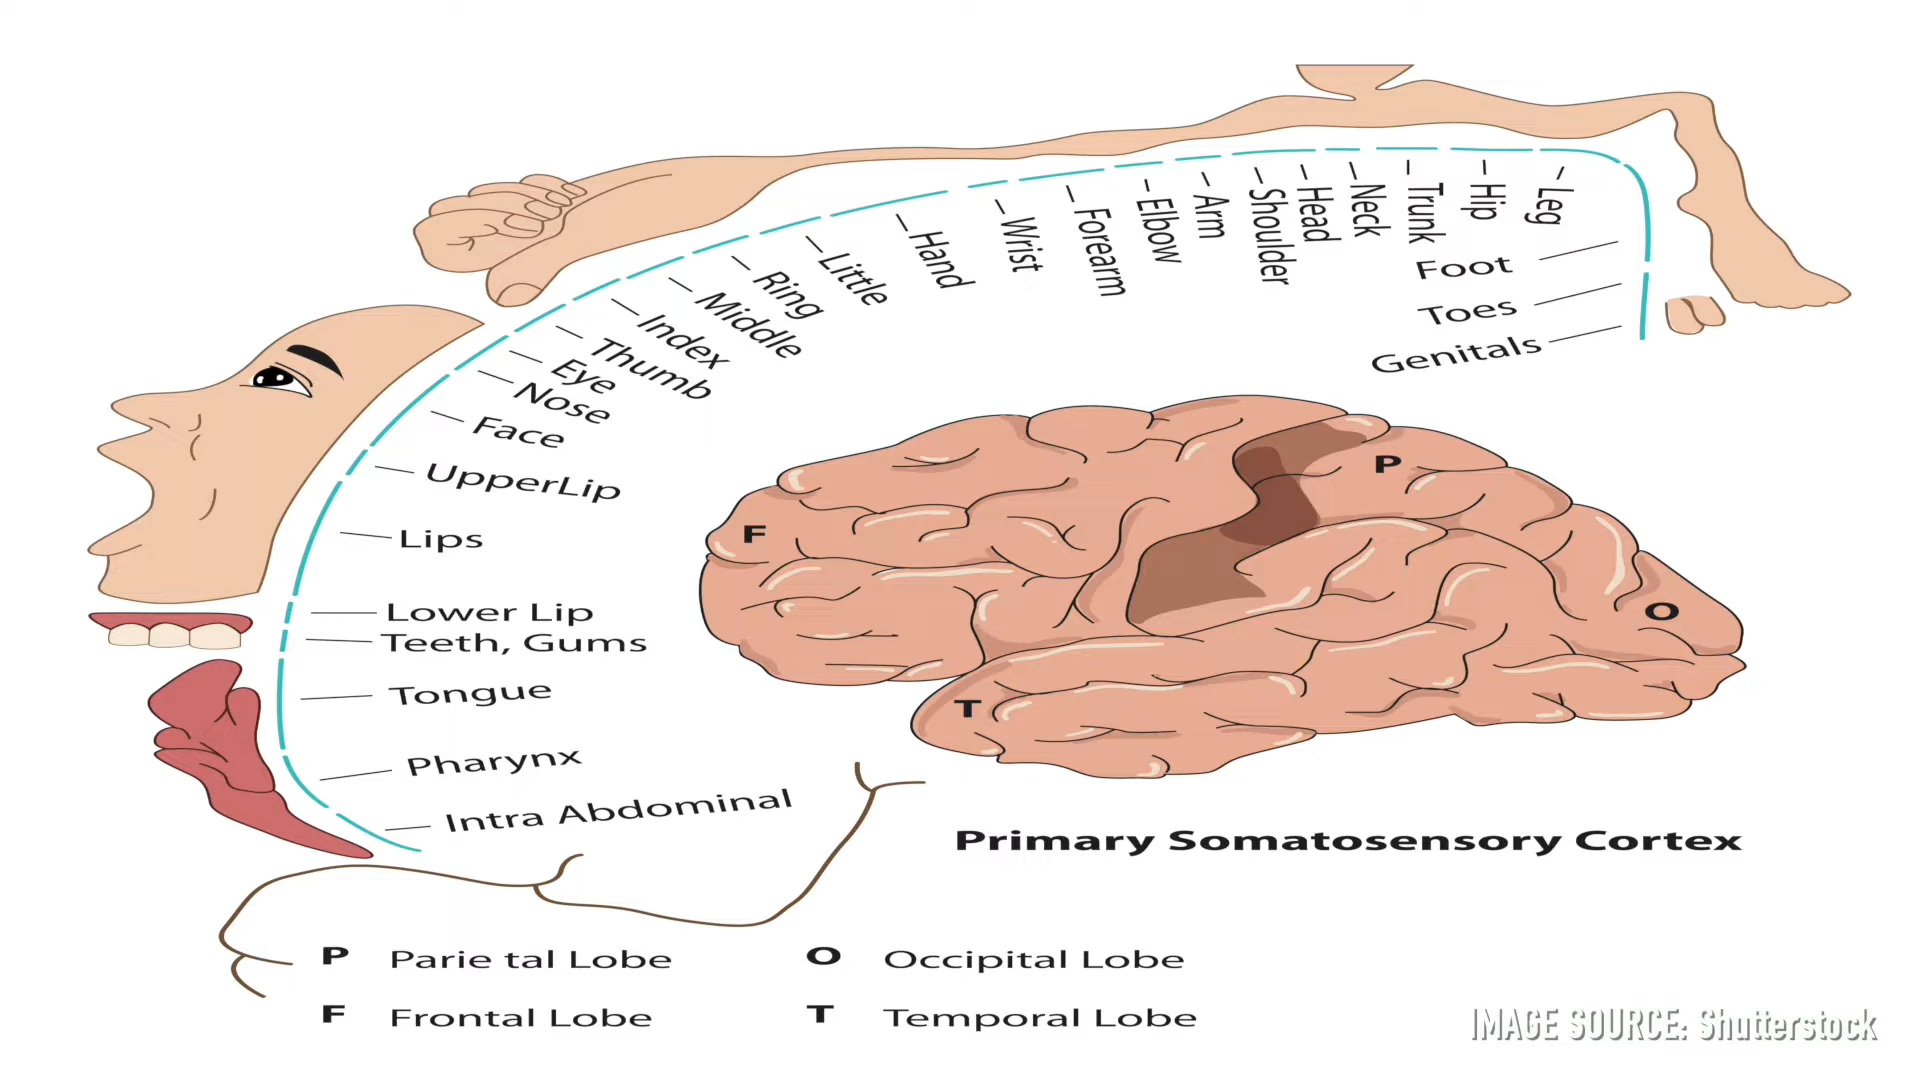 Leg
Hip
Trunk
Neck
Head
Shoulder
Arm
Elbow
Forearm
Wrist
Hand
Little
Ring
Middle
Index
Thumb
Eye
Nose
Face
UpperLip
Lips
Lower Lip
Teeth, Gums
Tongue
Pharynx
Intra Abdominal
Foot
Toes
Genitals
P
F
O
T
Primary Somatosensory Cortex
P Parie tal Lobe
O Occipital Lobe
F Frontal Lobe
T Temporal Lobe
IMAGE SOURCE: Shutterstock